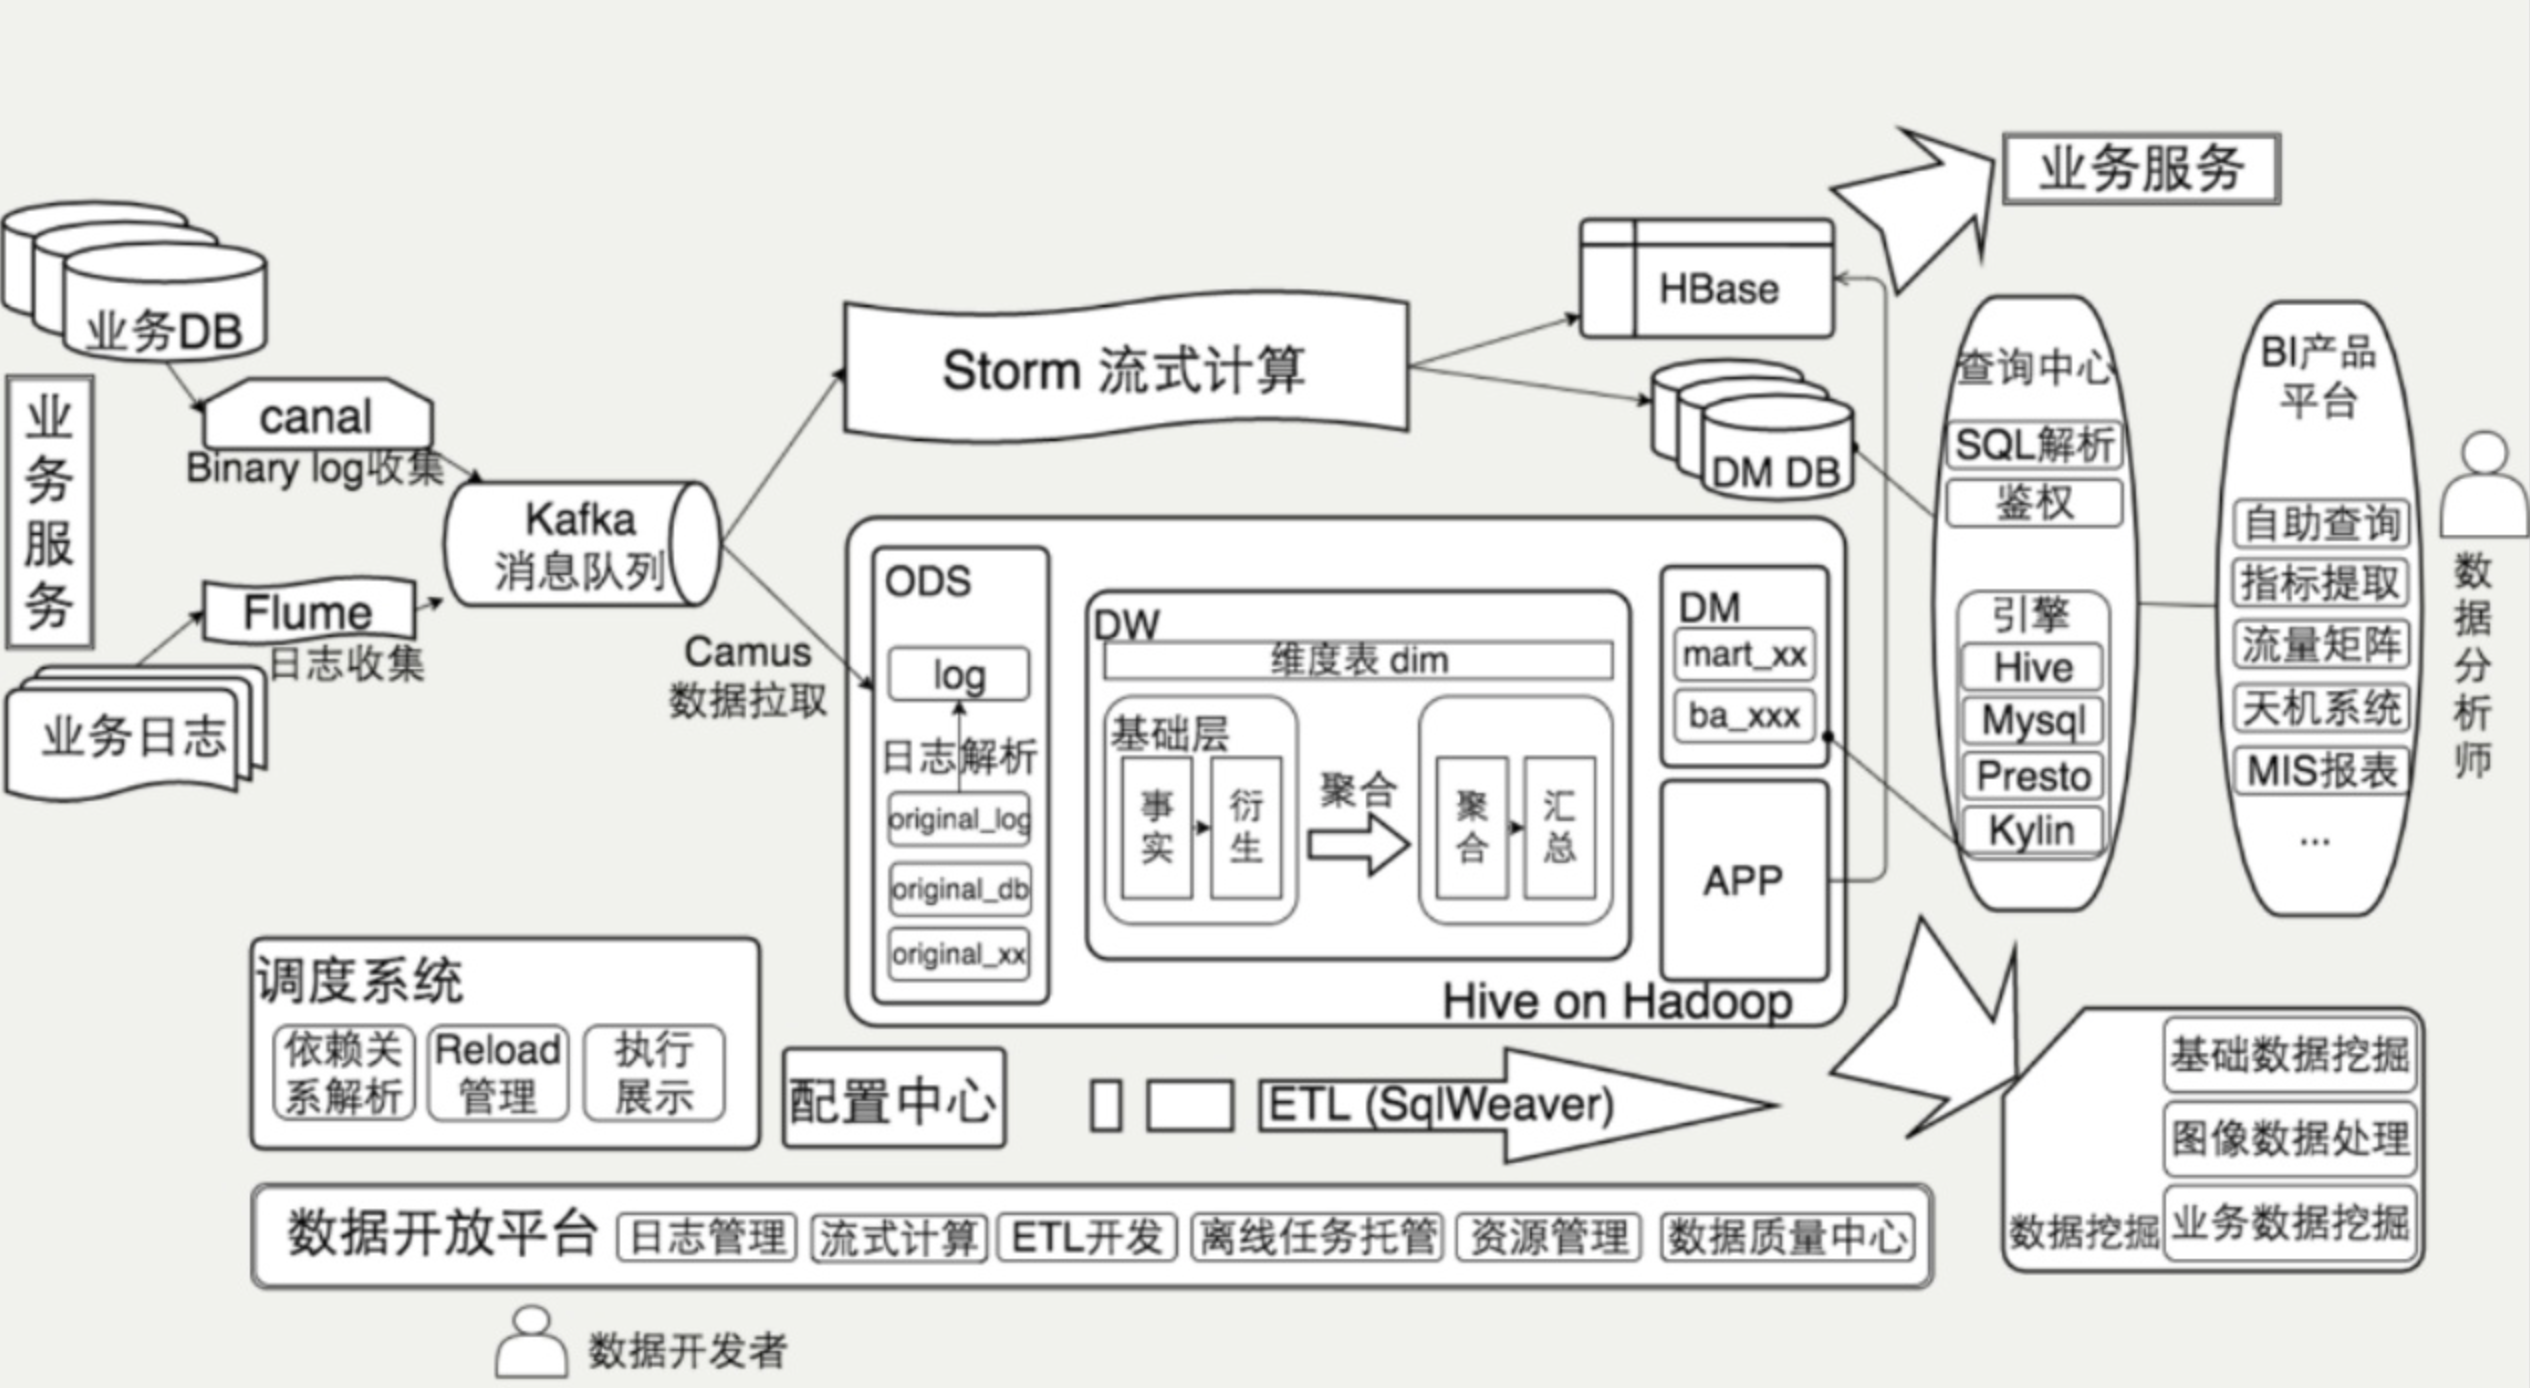 业务DB
业
务
服
务
canal
Binary log收集
Flume
日志收集
业务日志
Kafka
消息队列
Camus
数据拉取
Storm 流式计算
HBase
DM DB
业务服务
ODS
log
日志解析
original_log
original_db
original_xx
DW
维度表 dim
基础层
事
实
衍
生
聚合
聚
合
汇
总
DM
mart_xx
ba_xxx
APP
Hive on Hadoop
查询中心
SQL解析
鉴权
引擎
Hive
Mysql
Presto
Kylin
BI产品
平台
自助查询
指标提取
流量矩阵
天机系统
MIS报表
...
数
据
分
析
师
调度系统
依赖关
系解析
Reload
管理
执行
展示
配置中心
ETL (SqlWeaver)
数据挖掘
基础数据挖掘
图像数据处理
业务数据挖掘
数据开放平台
日志管理
流式计算
ETL开发
离线任务托管
资源管理
数据质量中心
数据开发者